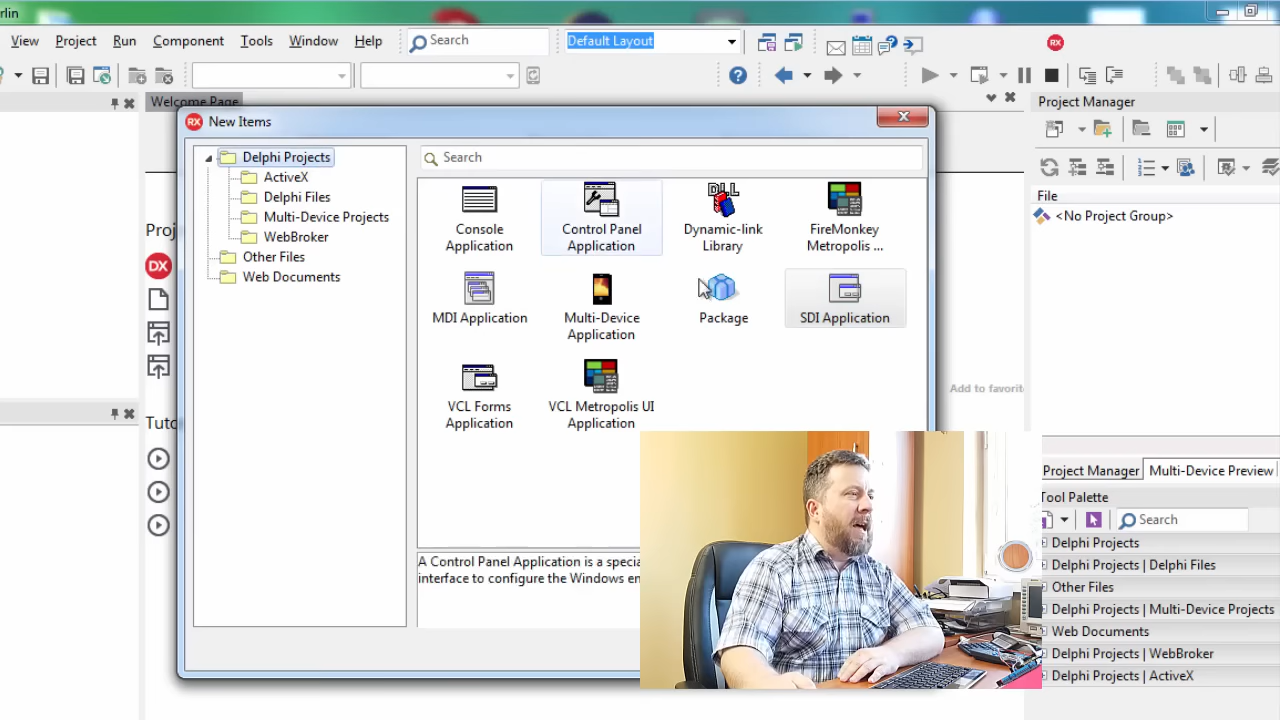 rlin
View Project Run Component Tools Window Help Search Default Layout
Welcome Page
Project Manager
RX New Items
Delphi Projects
ActiveX
Delphi Files
Multi-Device Projects
WebBroker
Other Files
Web Documents
Search
Console
Application
Control Panel
Application
Dynamic-link
Library
FireMonkey
Metropolis ...
MDI Application
Multi-Device
Application
Package
SDI Application
VCL Forms
Application
VCL Metropolis UI
Application
A Control Panel Application is a specia
interface to configure the Windows en
Proj
DX
Tuto
Add to favorit
File
<No Project Group>
Project Manager Multi-Device Preview
Tool Palette
Search
Delphi Projects
Delphi Projects | Delphi Files
Other Files
Delphi Projects | Multi-Device Projects
Web Documents
Delphi Projects | WebBroker
Delphi Projects | ActiveX